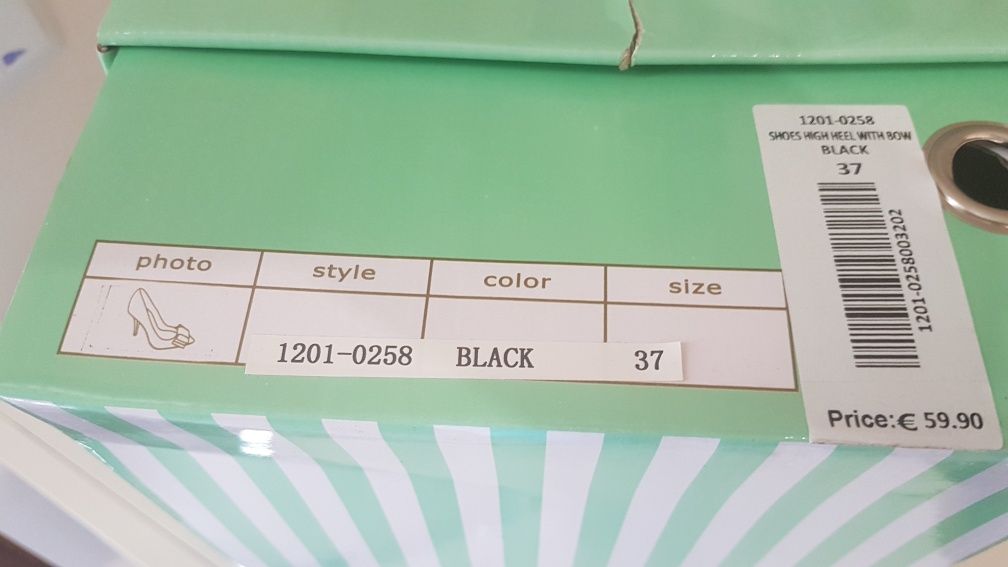 1201-0258
SHOES HIGH HEEL WITH BOW
BLACK
37
1201-0258003202
Price:€ 59.90
photo style color size
1201-0258 BLACK 37